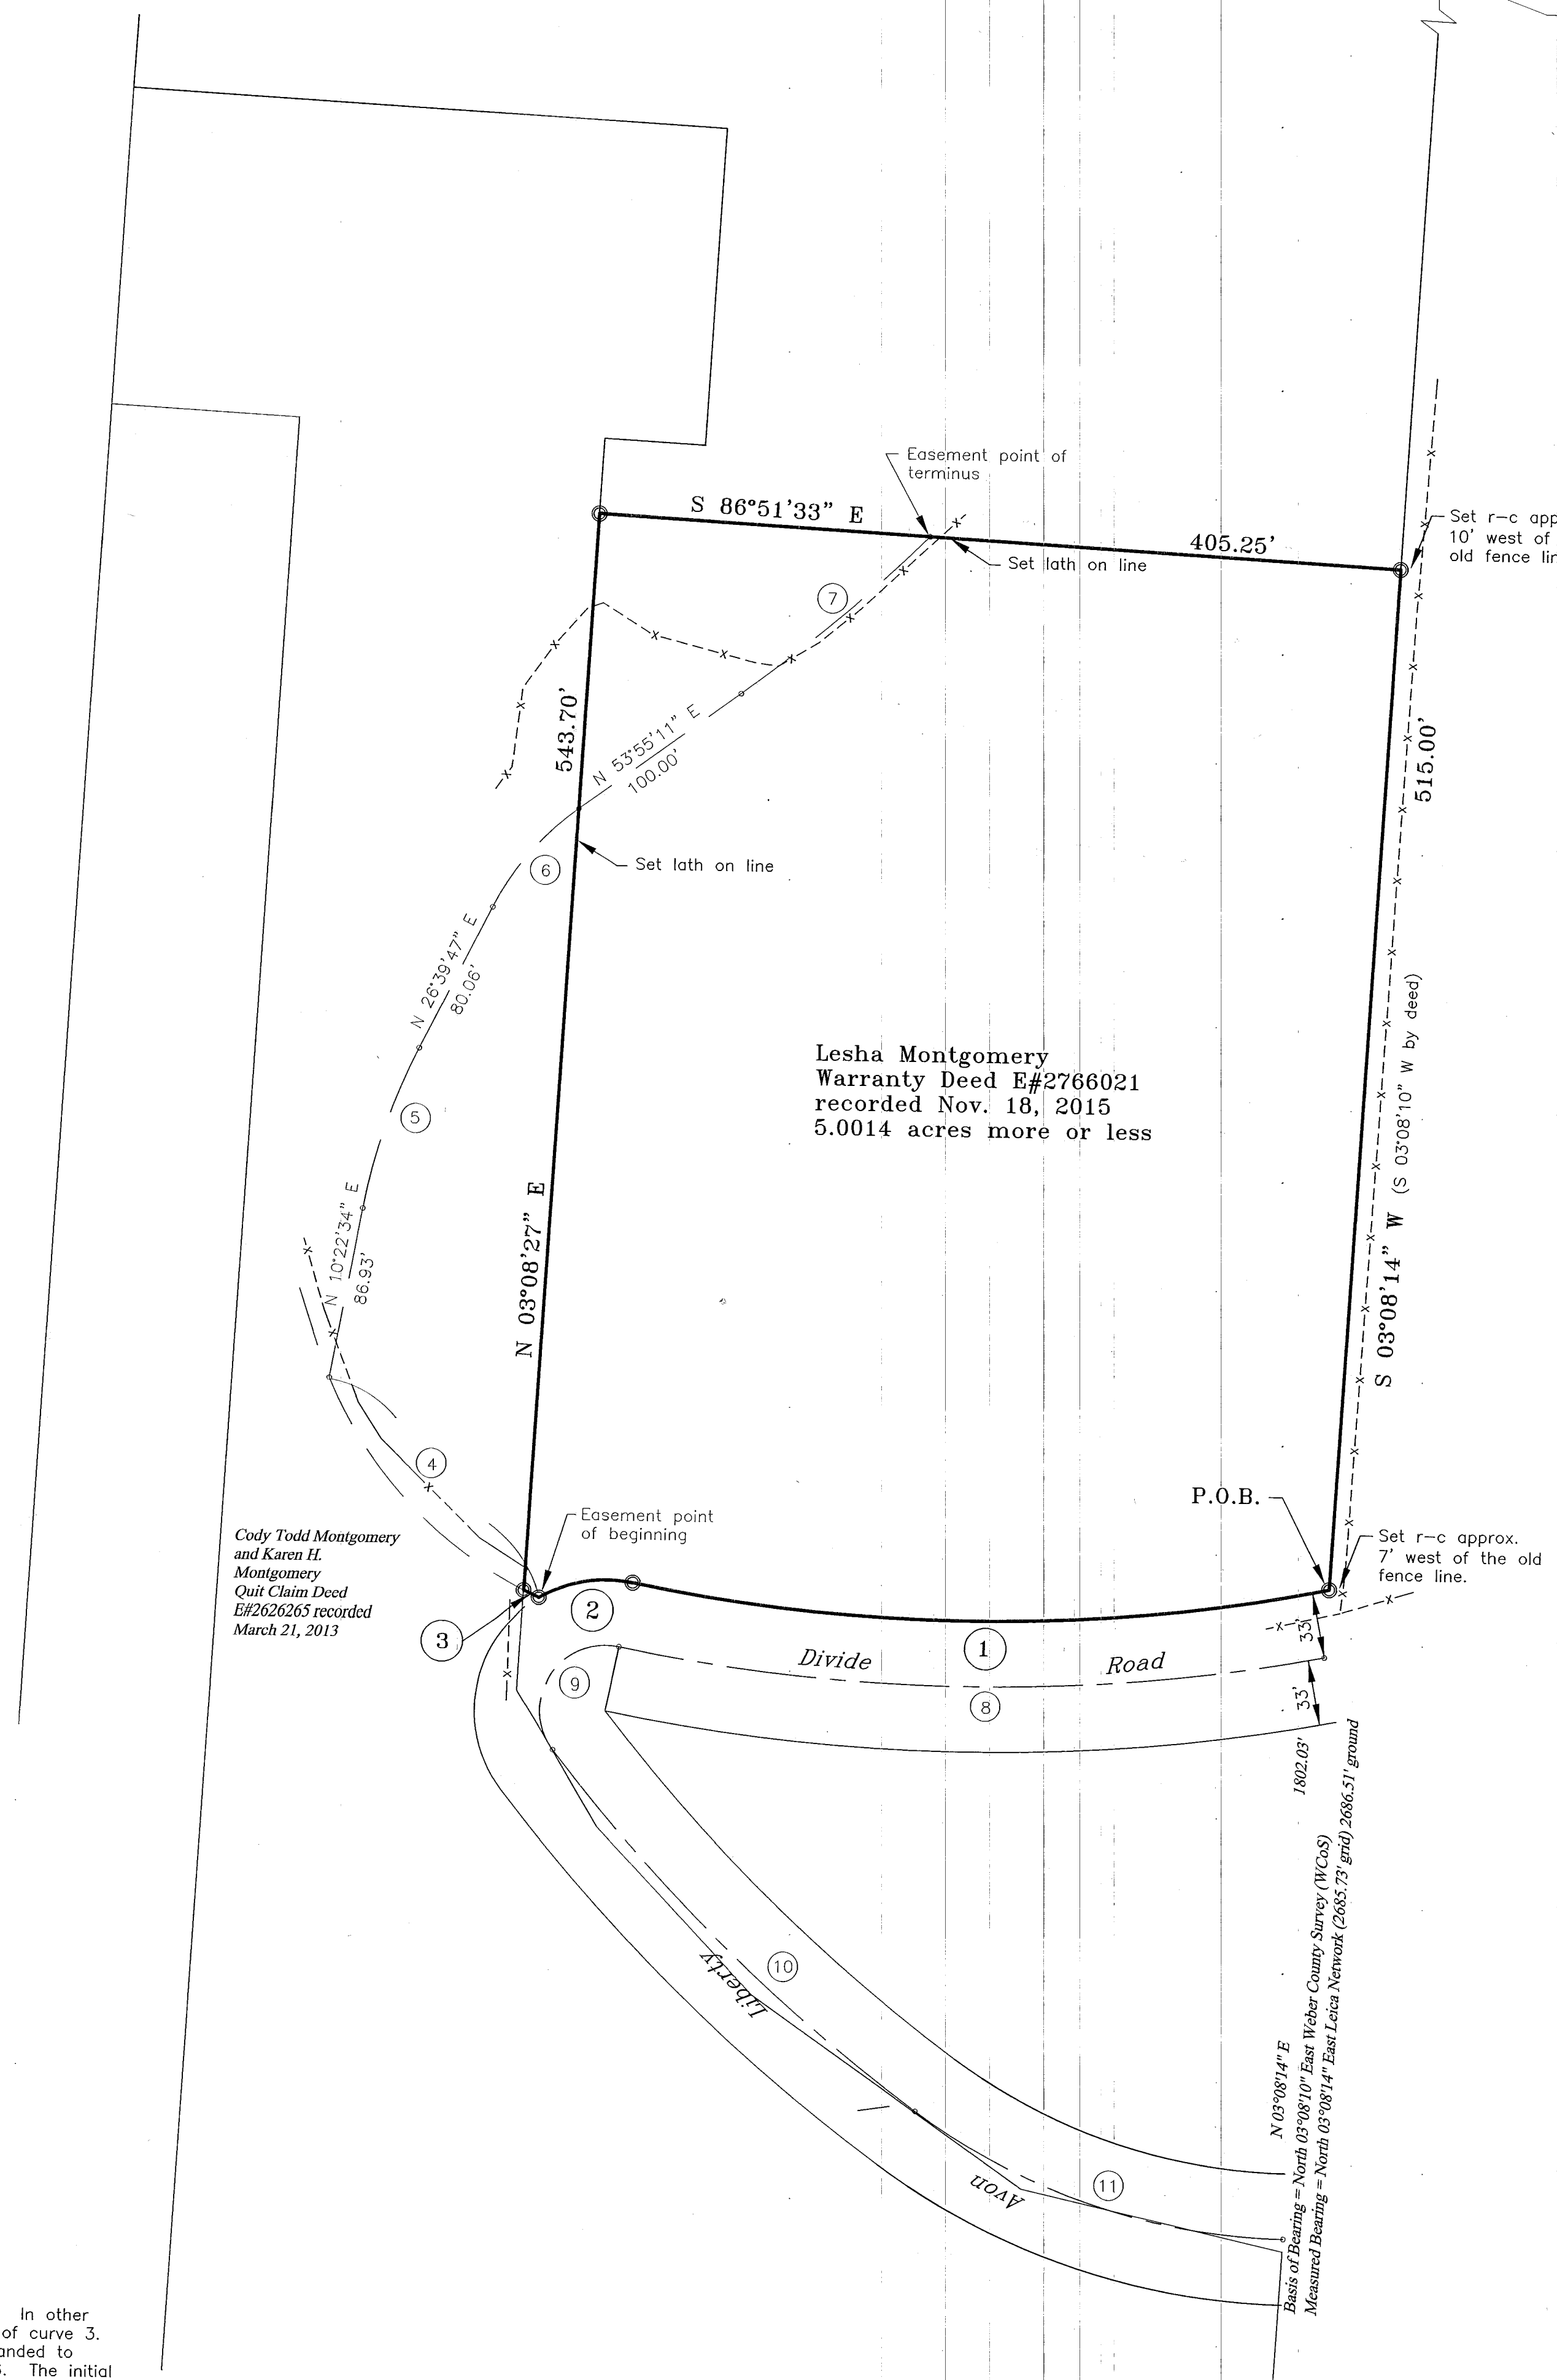 Easement point of
terminus
S 86°51'33" E
405.25'
Set r-c app
10' west of
old fence lin
Set lath on line
7
543.70'
N 53°55'11" E
100.00'
515.00'
Set lath on line
6
N 26°39'47" E
80.06'
5
Lesha Montgomery
Warranty Deed E#2766021
recorded Nov. 18, 2015
5.0014 acres more or less
S 03°08'14" W (S 03°08'10" W by deed)
N 03°08'27" E
N 10°22'34" E
86.93'
4
P.O.B.
Easement point
of beginning
Set r-c approx.
7' west of the old
fence line.
Cody Todd Montgomery
and Karen H.
Montgomery
Quit Claim Deed
E#2626265 recorded
March 21, 2013
3
2
1
33'
Divide Road
9
8
33'
1802.03'
10
Liberty
N 03°08'14" E
Basis of Bearing = North 03°08'10" East Weber County Survey (WCoS)
Measured Bearing = North 03°08'14" East Leica Network (2685.73' grid) 2686.51' ground
11
Avon
In other
of curve 3.
anded to
The initial